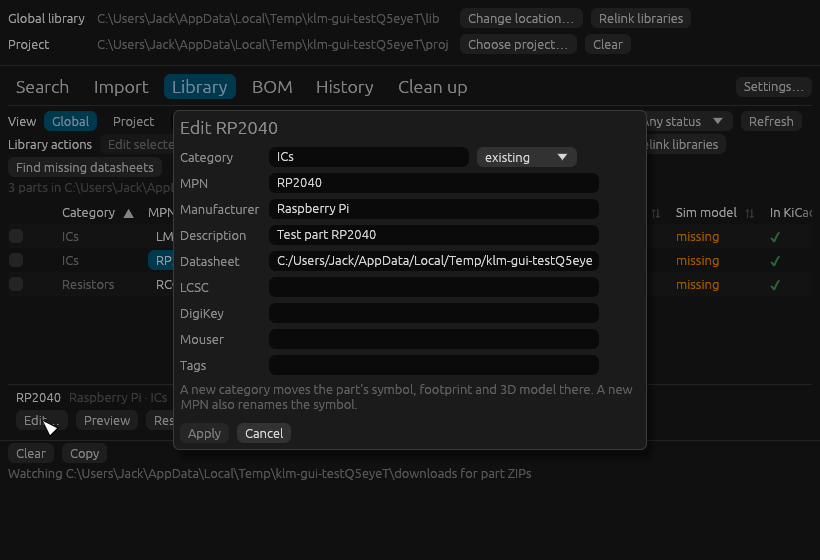 Global library C:\Users\Jack\AppData\Local\Temp\klm-gui-testQ5eyeT\lib Change location... Relink libraries
Project C:\Users\Jack\AppData\Local\Temp\klm-gui-testQ5eyeT\proj Choose project... Clear
Search Import Library BOM History Clean up Settings...
View Global Project Any status Refresh
Library actions Edit selecte elink libraries
Find missing datasheets
3 parts in C:\Users\Jack\AppD
Category MPN Sim model In KiCad
ICs LM missing
ICs RP missing
Resistors RC missing
Edit RP2040
Category ICs existing
MPN RP2040
Manufacturer Raspberry Pi
Description Test part RP2040
Datasheet C:/Users/Jack/AppData/Local/Temp/klm-gui-testQ5eye
LCSC
DigiKey
Mouser
Tags
A new category moves the part's symbol, footprint and 3D model there. A new
MPN also renames the symbol.
Apply Cancel
RP2040 Raspberry Pi · ICs
Edit... Preview Res
Clear Copy
Watching C:\Users\Jack\AppData\Local\Temp\klm-gui-testQ5eyeT\downloads for part ZIPs